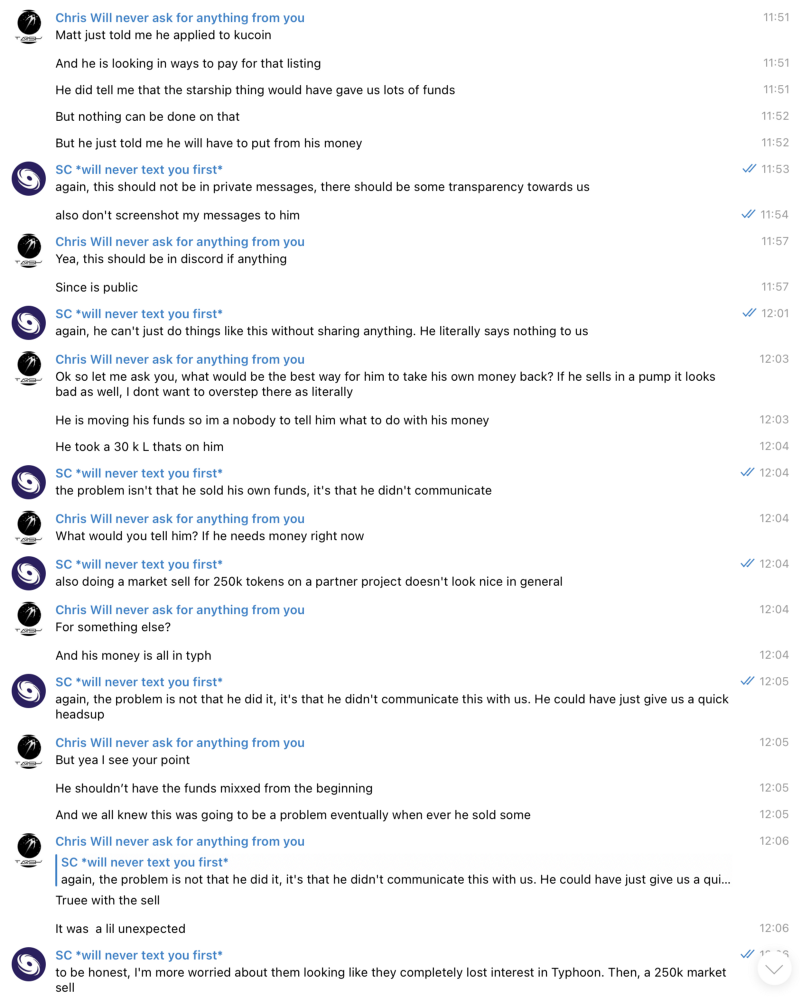 Chris Will never ask for anything from you 11:51
Matt just told me he applied to kucoin
And he is looking in ways to pay for that listing 11:51
He did tell me that the starship thing would have gave us lots of funds 11:51
But nothing can be done on that 11:52
But he just told me he will have to put from his money 11:52
SC *will never text you first* 11:53
again, this should not be in private messages, there should be some transparency towards us
also don't screenshot my messages to him 11:54
Chris Will never ask for anything from you 11:57
Yea, this should be in discord if anything
Since is public 11:57
SC *will never text you first* 12:01
again, he can't just do things like this without sharing anything. He literally says nothing to us
Chris Will never ask for anything from you 12:03
Ok so let me ask you, what would be the best way for him to take his own money back? If he sells in a pump it looks
bad as well, I dont want to overstep there as literally
He is moving his funds so im a nobody to tell him what to do with his money 12:03
He took a 30 k L thats on him 12:04
SC *will never text you first* 12:04
the problem isn't that he sold his own funds, it's that he didn't communicate
Chris Will never ask for anything from you 12:04
What would you tell him? If he needs money right now
SC *will never text you first* 12:04
also doing a market sell for 250k tokens on a partner project doesn't look nice in general
Chris Will never ask for anything from you 12:04
For something else?
And his money is all in typh 12:04
SC *will never text you first* 12:05
again, the problem is not that he did it, it's that he didn't communicate this with us. He could have just give us a quick
headsup
Chris Will never ask for anything from you 12:05
But yea I see your point
He shouldn't have the funds mixxed from the beginning 12:05
And we all knew this was going to be a problem eventually when ever he sold some 12:05
Chris Will never ask for anything from you 12:06
SC *will never text you first*
again, the problem is not that he did it, it's that he didn't communicate this with us. He could have just give us a qui...
Truee with the sell
It was a lil unexpected 12:06
SC *will never text you first*
to be honest, I'm more worried about them looking like they completely lost interest in Typhoon. Then, a 250k market
sell